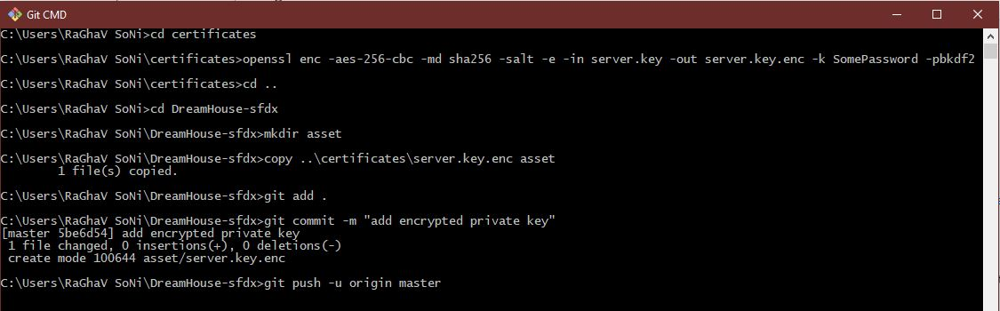 Git CMD
C:\Users\RaGhaV SoNi>cd certificates
C:\Users\RaGhaV SoNi\certificates>openssl enc -aes-256-cbc -md sha256 -salt -e -in server.key -out server.key.enc -k SomePassword -pbkdf2
C:\Users\RaGhaV SoNi\certificates>cd ..
C:\Users\RaGhaV SoNi>cd DreamHouse-sfdx
C:\Users\RaGhaV SoNi\DreamHouse-sfdx>mkdir asset
C:\Users\RaGhaV SoNi\DreamHouse-sfdx>copy ..\certificates\server.key.enc asset
        1 file(s) copied.
C:\Users\RaGhaV SoNi\DreamHouse-sfdx>git add .
C:\Users\RaGhaV SoNi\DreamHouse-sfdx>git commit -m "add encrypted private key"
[master 5be6d54] add encrypted private key
 1 file changed, 0 insertions(+), 0 deletions(-)
 create mode 100644 asset/server.key.enc
C:\Users\RaGhaV SoNi\DreamHouse-sfdx>git push -u origin master